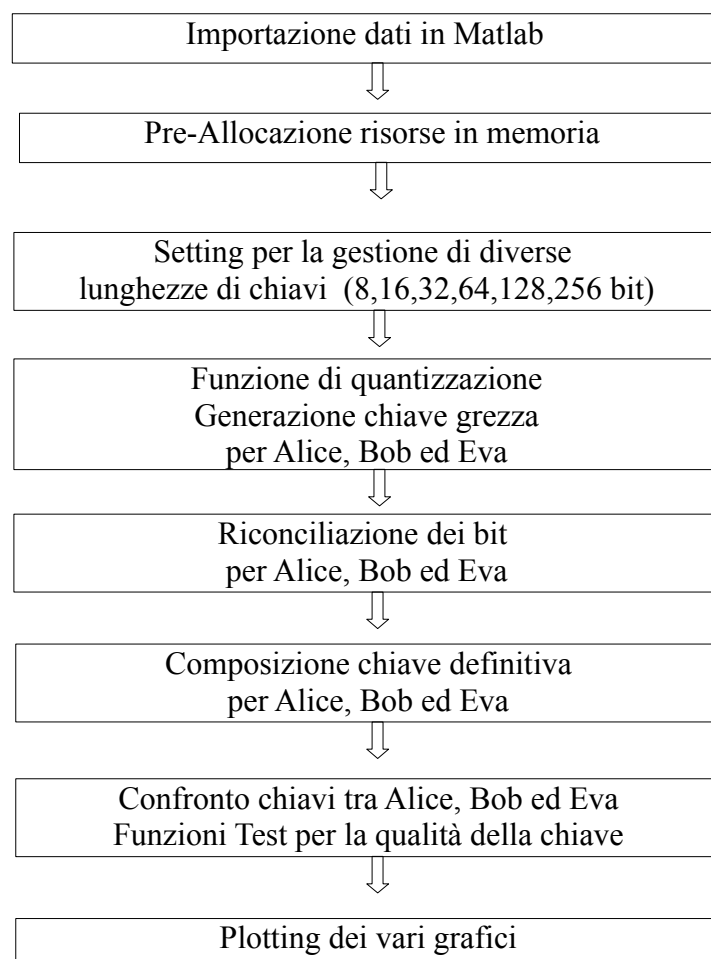 Importazione dati in Matlab
Pre-Allocazione risorse in memoria
Setting per la gestione di diverse
lunghezze di chiavi (8,16,32,64,128,256 bit)
Funzione di quantizzazione
Generazione chiave grezza
per Alice, Bob ed Eva
Riconciliazione dei bit
per Alice, Bob ed Eva
Composizione chiave definitiva
per Alice, Bob ed Eva
Confronto chiavi tra Alice, Bob ed Eva
Funzioni Test per la qualità della chiave
Plotting dei vari grafici